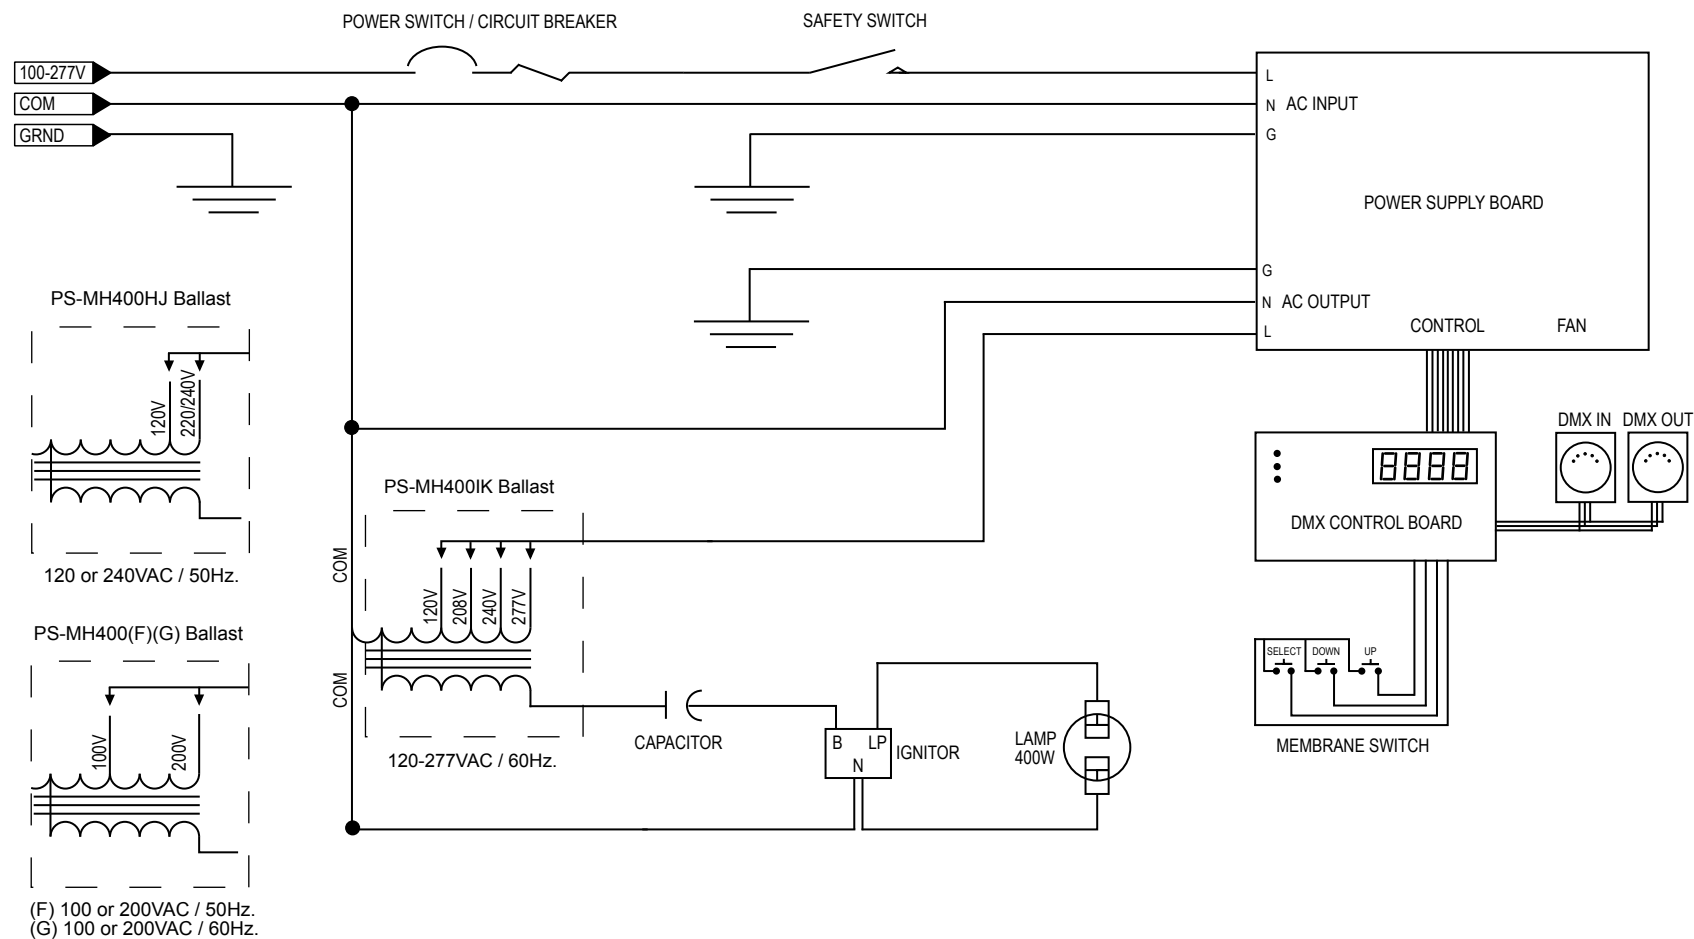 POWER SWITCH / CIRCUIT BREAKER
SAFETY SWITCH
100-277V
COM
GRND
L
N AC INPUT
G
POWER SUPPLY BOARD
G
N AC OUTPUT
L
CONTROL
FAN
PS-MH400HJ Ballast
120V
220/240V
120 or 240VAC / 50Hz.
PS-MH400(F)(G) Ballast
100V
200V
(F) 100 or 200VAC / 50Hz.
(G) 100 or 200VAC / 60Hz.
PS-MH400IK Ballast
COM
COM
120V
208V
240V
277V
120-277VAC / 60Hz.
CAPACITOR
B
LP
N
IGNITOR
LAMP
400W
DMX IN
DMX OUT
8888
DMX CONTROL BOARD
SELECT
DOWN
UP
MEMBRANE SWITCH